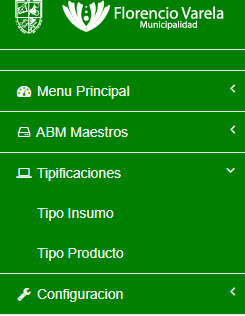 Florencio Varela
Municipalidad
Menu Principal
ABM Maestros
Tipificaciones
Tipo Insumo
Tipo Producto
Configuracion